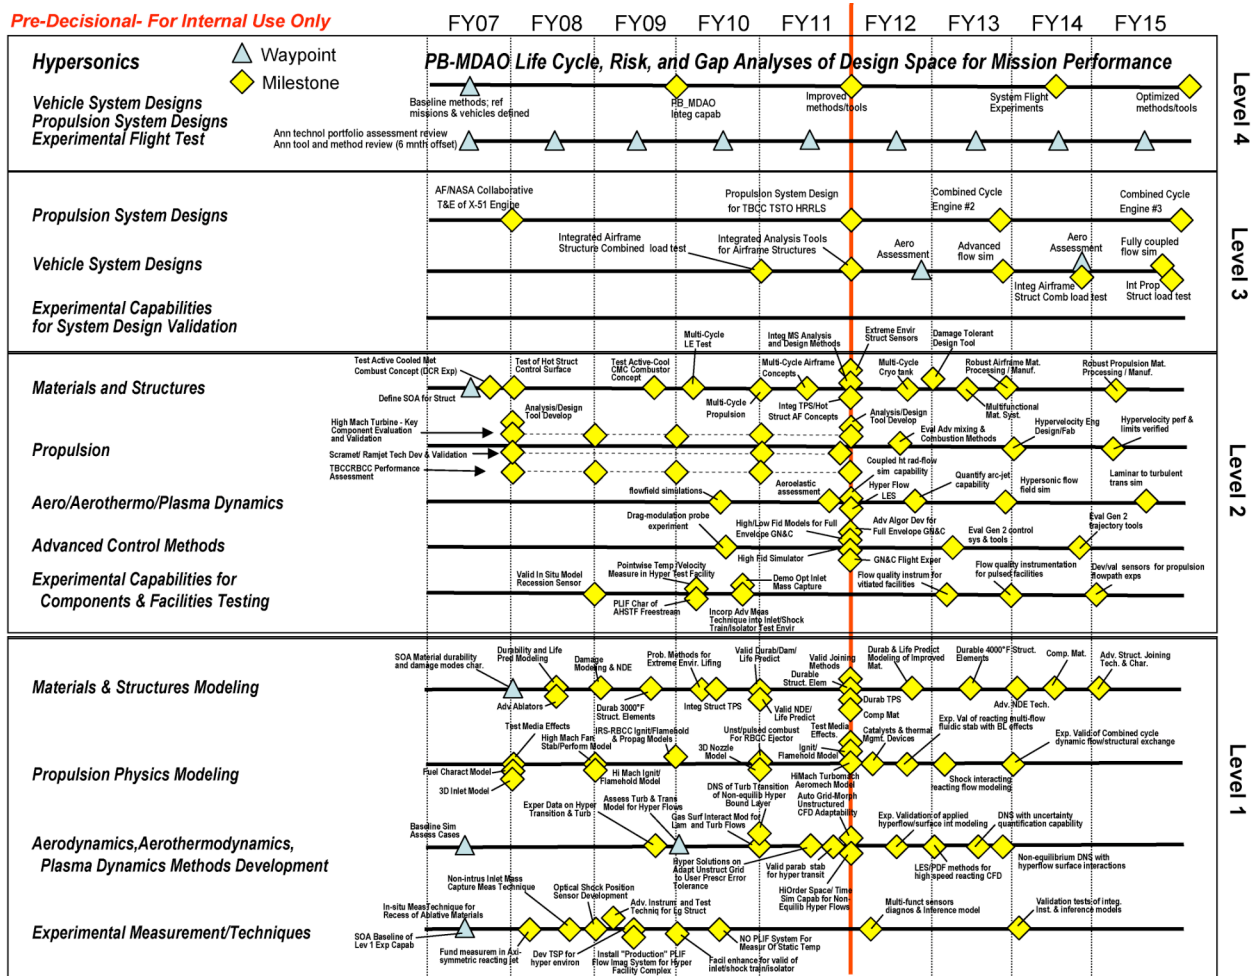 Pre-Decisional- For Internal Use Only
FY07 FY08 FY09 FY10 FY11 FY12 FY13 FY14 FY15
Hypersonics
Waypoint
Milestone
PB-MDAO Life Cycle, Risk, and Gap Analyses of Design Space for Mission Performance
Level 4
Vehicle System Designs
Propulsion System Designs
Experimental Flight Test
Baseline methods; ref
missions & vehicles defined
PB_MDAO
Integ capab
Improved
methods/tools
System Flight
Experiments
Optimized
methods/tools
Ann technol portfolio assessment review
Ann tool and method review (6 mnth offset)
Level 3
Propulsion System Designs
AF/NASA Collaborative
T&E of X-51 Engine
Propulsion System Design
for TBCC TSTO HRRLS
Combined Cycle
Engine #2
Combined Cycle
Engine #3
Vehicle System Designs
Integrated Airframe
Structure Combined load test
Integrated Analysis Tools
for Airframe Structures
Aero
Assessment
Advanced
flow sim
Aero
Assessment
Fully coupled
flow sim
Integ Airframe
Struct Comb load test
Int Prop
Struct load test
Experimental Capabilities
for System Design Validation
Level 2
Materials and Structures
Test Active Cooled Met
Combust Concept (DCR Exp)
Define SOA for Struct
Test of Hot Struct
Control Surface
Test Active-Cool
CMC Combustor
Concept
Multi-Cycle
LE Test
Multi-Cycle
Propulsion
Integ MS Analysis
and Design Methods
Multi-Cycle Airframe
Concepts
Integ TPS/Hot
Struct AF Concepts
Extreme Envir
Struct Sensors
Multi-Cycle
Cryo tank
Damage Tolerant
Design Tool
Robust Airframe Mat.
Processing / Manuf.
Multifunctional
Mat. Syst.
Robust Propulsion Mat.
Processing / Manuf.
Propulsion
High Mach Turbine - Key
Component Evaluation
and Validation
Analysis/Design
Tool Develop
Scramet/ Ramjet Tech Dev & Validation
TBCCRBCC Performance
Assessment
Analysis/Design
Tool Develop
Eval Adv mixing &
Combustion Methods
Hypervelocity Eng
Design/Fab
Hypervelocity perf &
limits verified
Aero/Aerothermo/Plasma Dynamics
flowfield simulations
Aeroelastic
assessment
Coupled ht rad-flow
sim capability
Hyper Flow
LES
Quantify arc-jet
capability
Hypersonic flow
field sim
Laminar to turbulent
trans sim
Advanced Control Methods
Drag-modulation probe
experiment
High/Low Fid Models for Full
Envelope GN&C
High Fid Simulator
Adv Algor Dev for
Full Envelope GN&C
GN&C Flight Exper
Eval Gen 2 control
sys & tools
Eval Gen 2
trajectory tools
Experimental Capabilities for
Components & Facilities Testing
Valid In Situ Model
Recession Sensor
Pointwise Temp /Velocity
Measure in Hyper Test Facility
PLIF Char of
AHSTF Freestream
Demo Opt Inlet
Mass Capture
Incorp Adv Meas
Technique into Inlet/Shock
Train/Isolator Test Envir
Flow quality instrum for
vitiated facilities
Flow quality instrumentation
for pulsed facilities
Dev/val sensors for propulsion
flowpath exps
Level 1
Materials & Structures Modeling
SOA Material durability
and damage modes char.
Durability and Life
Pred Modeling
Adv Ablators
Damage
Modeling & NDE
Durab 3000°F
Struct. Elements
Prob. Methods for
Extreme Envir. Lifing
Integ Struct TPS
Valid Durab/Dam/
Life Predict
Valid NDE/
Life Predict
Valid Joining
Methods
Durable
Struct. Elem
Durab TPS
Comp Mat
Durab & Life Predict
Modeling of Improved
Mat.
Durable 4000°F Struct.
Elements
Comp. Mat.
Adv. NDE Tech.
Adv. Struct. Joining
Tech. & Char.
Propulsion Physics Modeling
Test Media Effects
Fuel Charact Model
3D Inlet Model
High Mach Fan
Stab/Perform Model
IRS-RBCC Ignit/Flamehold
& Propag Models
Hi Mach Ignit/
Flamehold Model
Unst/pulsed combust
For RBCC Ejector
3D Nozzle
Model
Test Media
Effects.
Ignit/
Flamehold Model
HiMach Turbomach
Aeromech Model
Catalysts & thermal
Mgmt. Devices
Exp. Val of reacting multi-flow
fluidic stab with BL effects
Shock interacting
reacting flow modeling
Exp. Valid of Combined cycle
dynamic flow/structural exchange
Aerodynamics,Aerothermodynamics,
Plasma Dynamics Methods Development
Baseline Sim
Assess Cases
Exper Data on Hyper
Transition & Turb
Assess Turb & Trans
Model for Hyper Flows
DNS of Turb Transition
of Non-equilib Hyper
Bound Layer
Gas Surf Interact Mod for
Lam and Turb Flows
Hyper Solutions on
Adapt Unstruct Grid
to User Prescr Error
Tolerance
Auto Grid-Morph
Unstructured
CFD Adaptability
Valid parab stab
for hyper transit
HiOrder Space/ Time
Sim Capab for Non-
Equilib Hyper Flows
Exp. Validation of applied
hyperflow/surface int modeling
LES/PDF methods for
high speed reacting CFD
DNS with uncertainty
quantification capability
Non-equilibrium DNS with
hyperflow surface interactions
Experimental Measurement/Techniques
In-situ MeasTechnique for
Recess of Ablative Materials
SOA Baseline of
Lev 1 Exp Capab
Non-intrus Inlet Mass
Capture Meas Technique
Fund measurem in Axi-
symmetric reacting jet
Optical Shock Position
Sensor Development
Dev TSP for
hyper environ
Adv. Instrum. and Test
Techniq for Lg Struct
Install "Production" PLIF
Flow Imag System for Hyper
Facility Complex
NO PLIF System For
Measur Of Static Temp
Facil enhance for valid of
inlet/shock train/isolator
Multi-funct sensors
diagnos & Inference model
Validation tests of integ.
Inst. & inference models